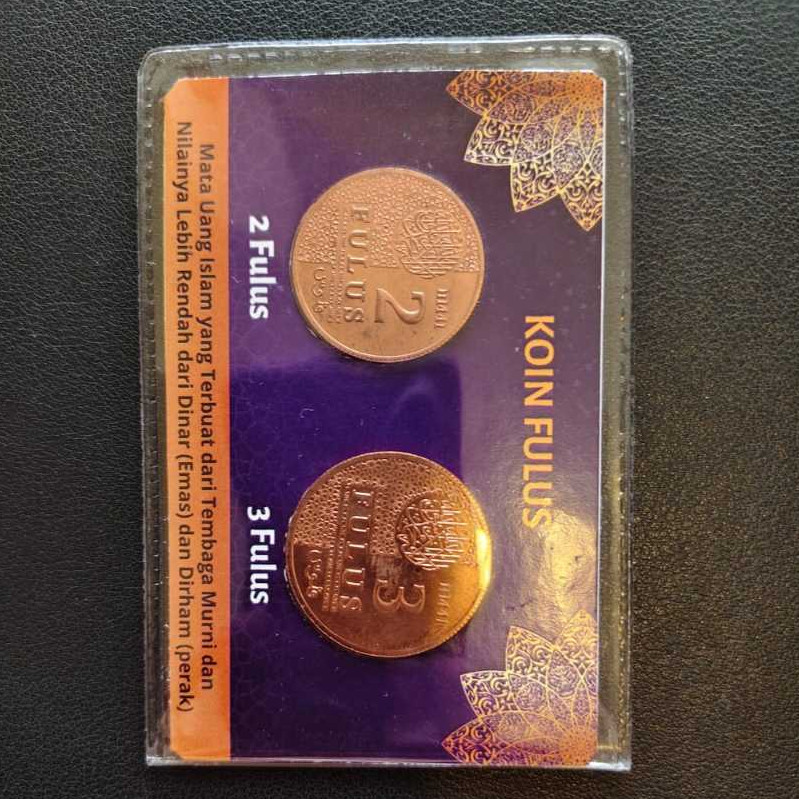 KOIN FULUS
2
FULUS
3
FULUS
2 Fulus
3 Fulus
Mata Uang Islam yang Terbuat dari Tembaga Murni dan
Nilainya Lebih Rendah dari Dinar (Emas) dan Dirham (perak)